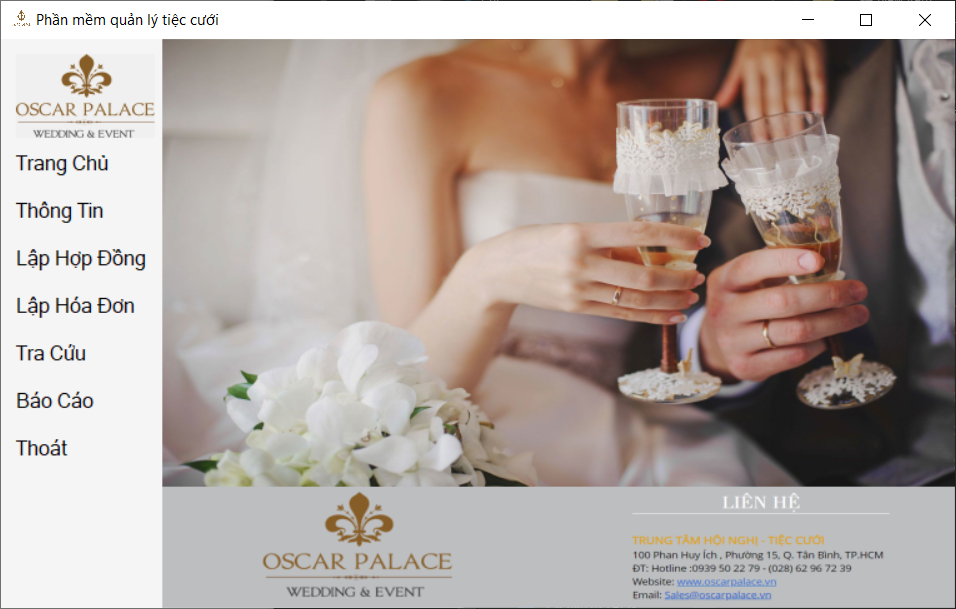 Phần mềm quản lý tiệc cưới
OSCAR PALACE
WEDDING & EVENT
Trang Chủ
Thông Tin
Lập Hợp Đồng
Lập Hóa Đơn
Tra Cứu
Báo Cáo
Thoát
OSCAR PALACE
WEDDING & EVENT
LIÊN HỆ
TRUNG TÂM HỘI NGHỊ - TIỆC CƯỚI
100 Phan Huy Ích , Phường 15, Q. Tân Bình, TP.HCM
ĐT: Hotline :0939 50 22 79 - (028) 62 96 72 39
Website: www.oscarpalace.vn
Email: Sales@oscarpalace.vn